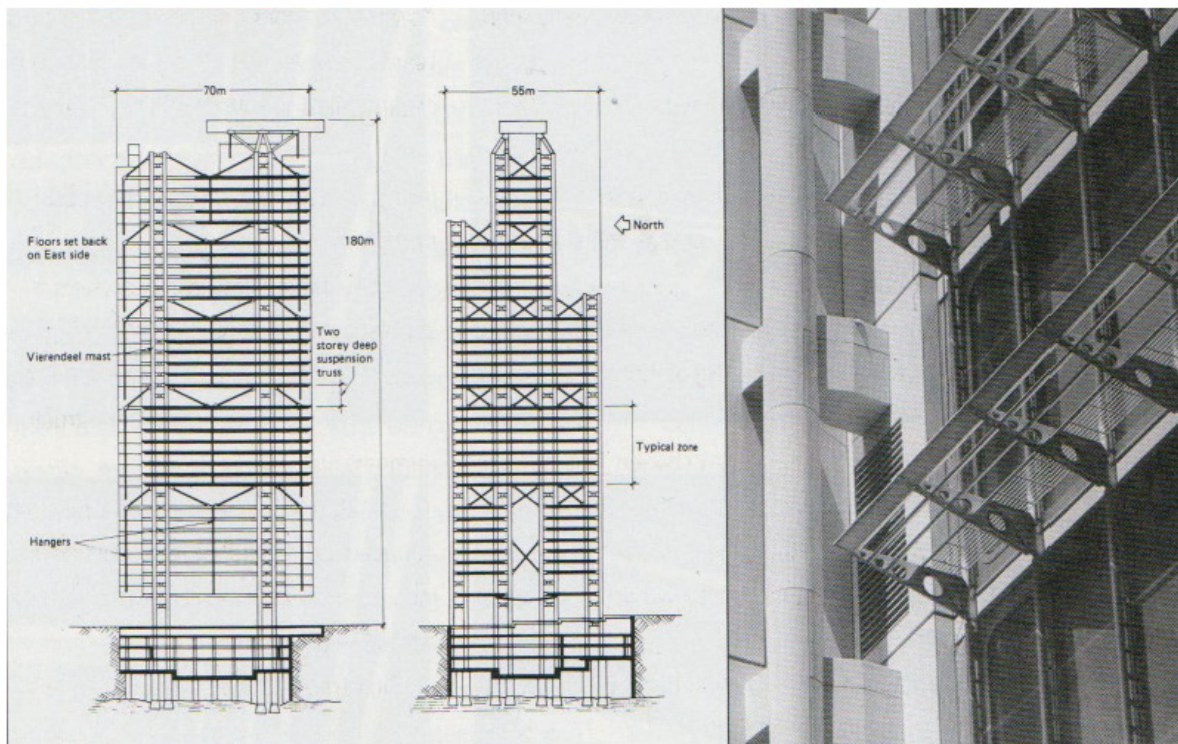 70m
55m
180m
North
Floors set back
on East side
Two
storey deep
suspension
truss
Vierendeel mast
Typical zone
Hangers